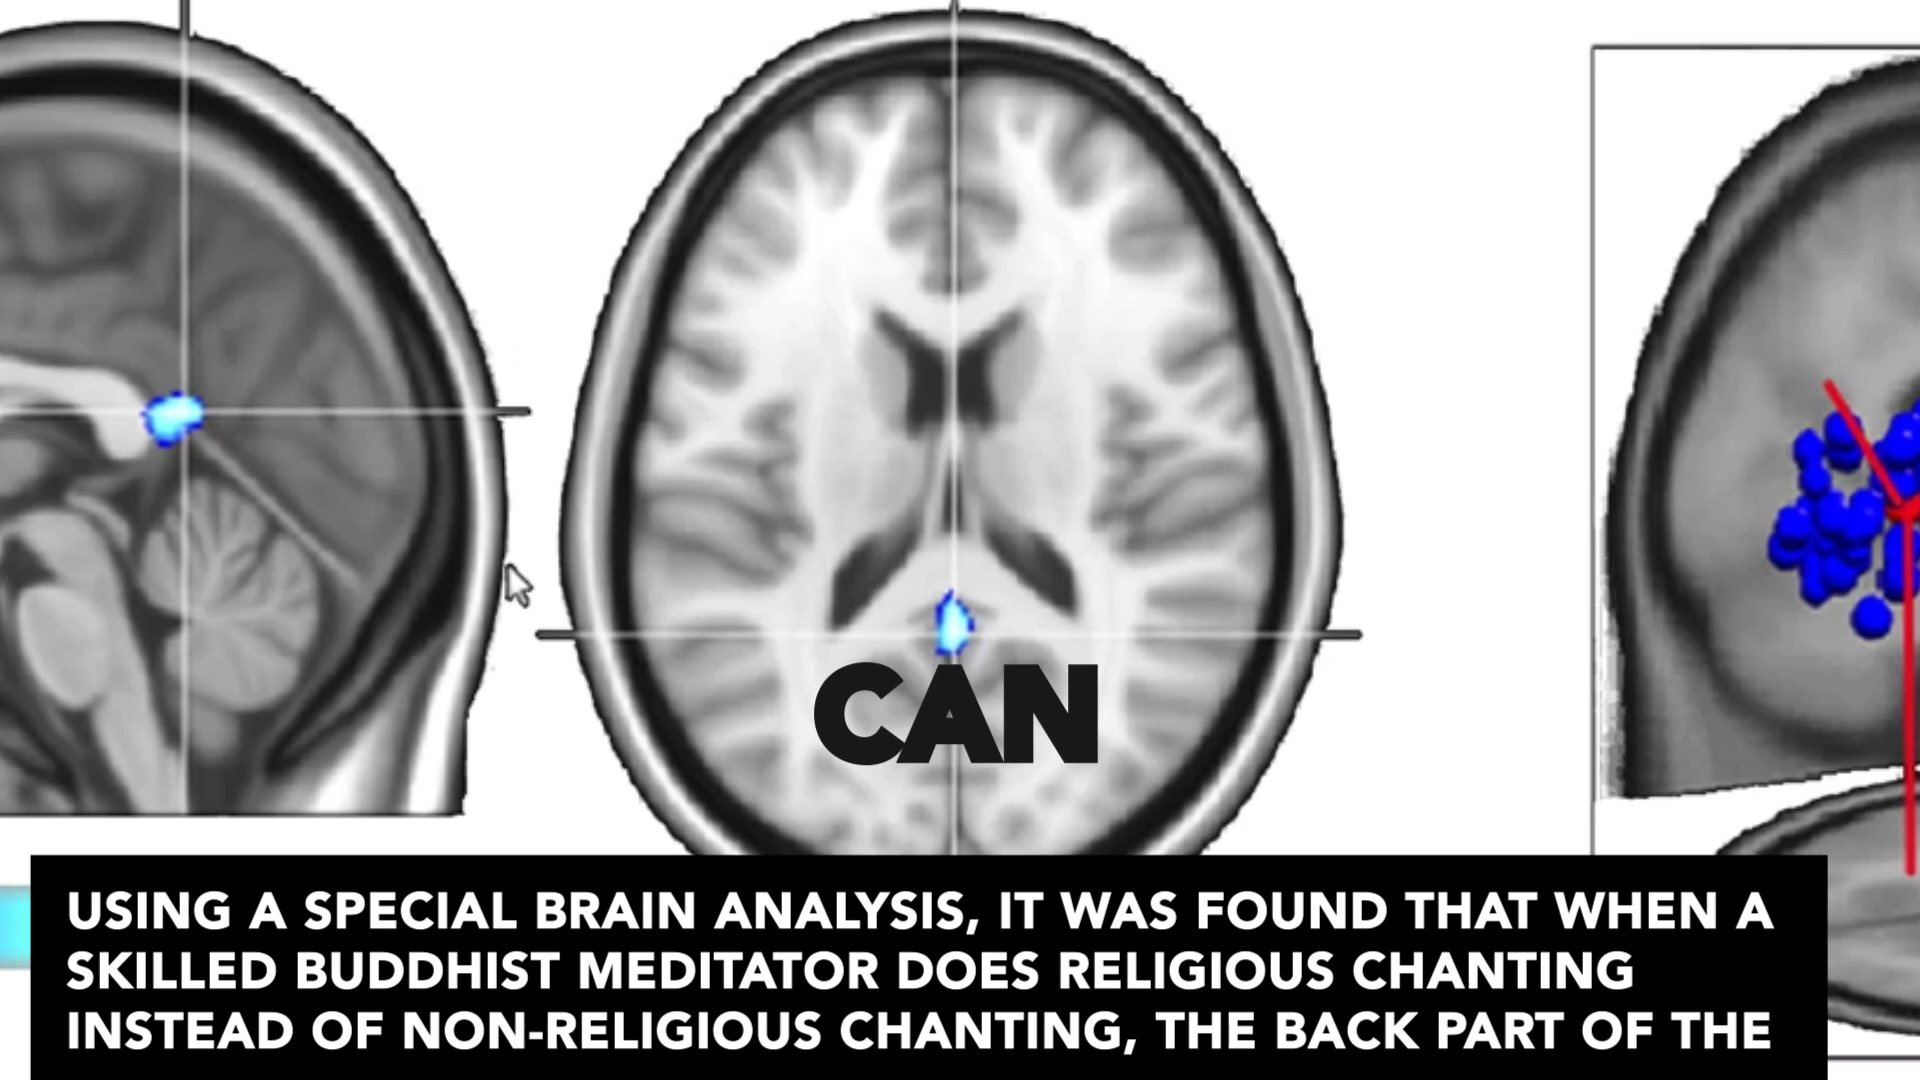 CAN
USING A SPECIAL BRAIN ANALYSIS, IT WAS FOUND THAT WHEN A
SKILLED BUDDHIST MEDITATOR DOES RELIGIOUS CHANTING
INSTEAD OF NON-RELIGIOUS CHANTING, THE BACK PART OF THE